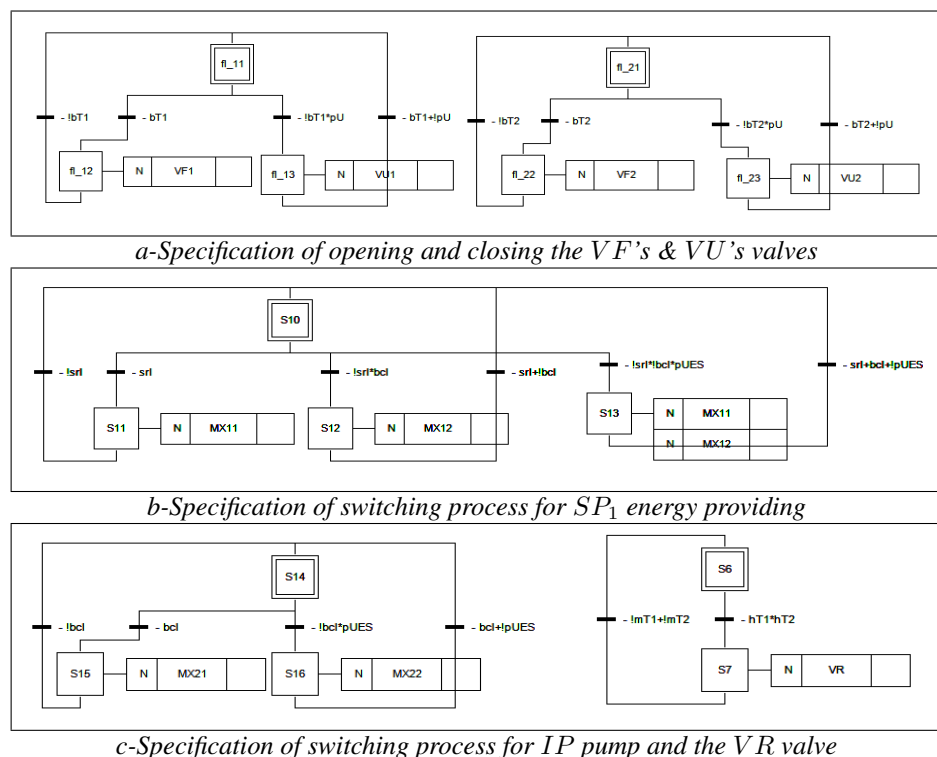 fl_11
fl_21
- !bT1
- bT1
- !bT1*pU
- bT1+!pU
- !bT2
- bT2
- !bT2*pU
- bT2+!pU
fl_12
N
VF1
fl_13
N
VU1
fl_22
N
VF2
fl_23
N
VU2
a-Specification of opening and closing the VF's & VU's valves
S10
- !srl
- srl
- !srl*bcl
- srl+!bcl
- !srl*!bcl*pUES
- srl+bcl+!pUES
S11
N
MX11
S12
N
MX12
S13
N
MX11
N
MX12
b-Specification of switching process for SP1 energy providing
S14
S6
- !bcl
- bcl
- !bcl*pUES
- bcl+!pUES
- !mT1+!mT2
- hT1*hT2
S15
N
MX21
S16
N
MX22
S7
N
VR
c-Specification of switching process for IP pump and the VR valve